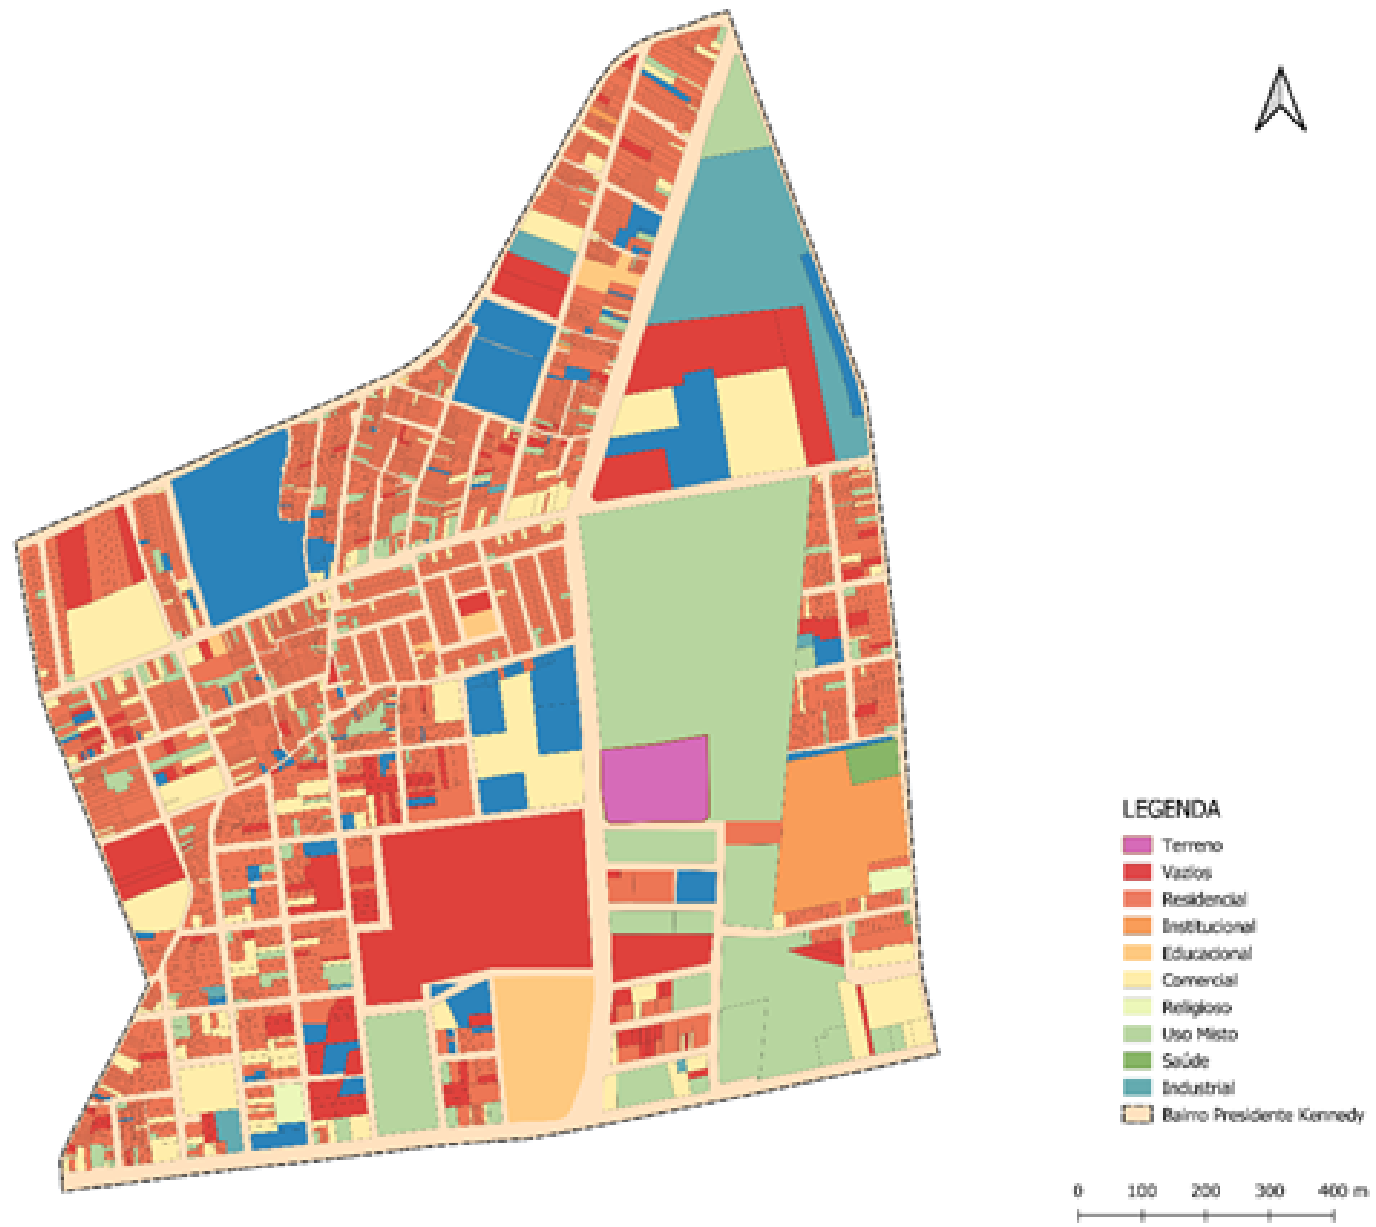 LEGENDA
Terreno
Vazios
Residencial
Institucional
Educacional
Comercial
Religioso
Uso Misto
Saúde
Industrial
Bairro Presidente Kennedy
0 100 200 300 400 m